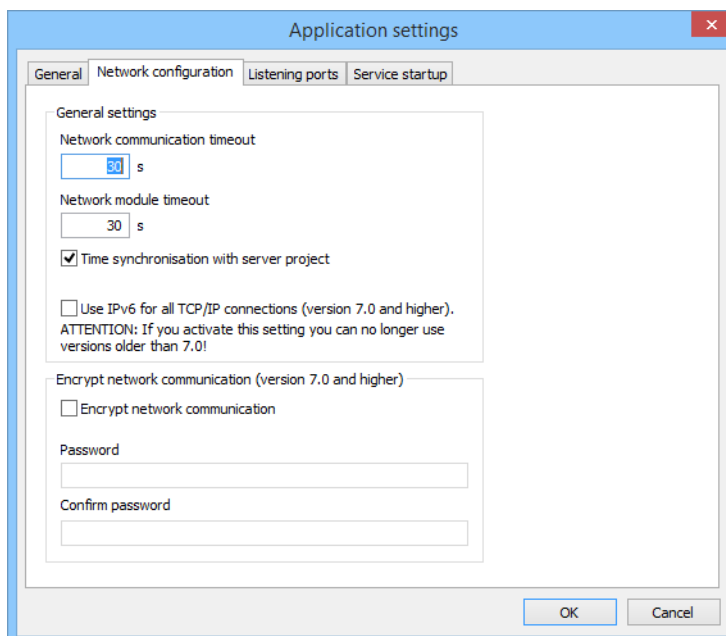 Application settings
x
General Network configuration Listening ports Service startup
General settings
Network communication timeout
30 s
Network module timeout
30 s
Time synchronisation with server project
Use IPv6 for all TCP/IP connections (version 7.0 and higher).
ATTENTION: If you activate this setting you can no longer use
versions older than 7.0!
Encrypt network communication (version 7.0 and higher)
Encrypt network communication
Password
Confirm password
OK Cancel